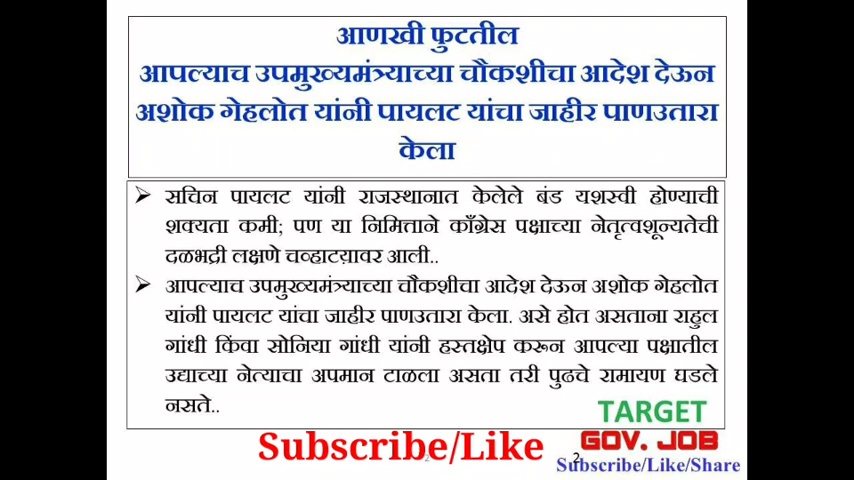 आणखी फुटतील
आपल्याच उपमुख्यमंत्र्याच्या चौकशीचा आदेश देऊन
अशोक गेहलोत यांनी पायलट यांचा जाहीर पाणउतारा
केला
➢ सचिन पायलट यांनी राजस्थानात केलेले बंड यशस्वी होण्याची
शक्यता कमी; पण या निमित्ताने काँग्रेस पक्षाच्या नेतृत्वशून्यतेची
दळभद्री लक्षणे चव्हाटय़ावर आली..
➢ आपल्याच उपमुख्यमंत्र्याच्या चौकशीचा आदेश देऊन अशोक गेहलोत
यांनी पायलट यांचा जाहीर पाणउतारा केला. असे होत असताना राहुल
गांधी किंवा सोनिया गांधी यांनी हस्तक्षेप करून आपल्या पक्षातील
उद्याच्या नेत्याचा अपमान टाळला असता तरी पुढचे रामायण घडले
नसते..
TARGET
GOV. JOB
Subscribe/Like
2
2
Subscribe/Like/Share